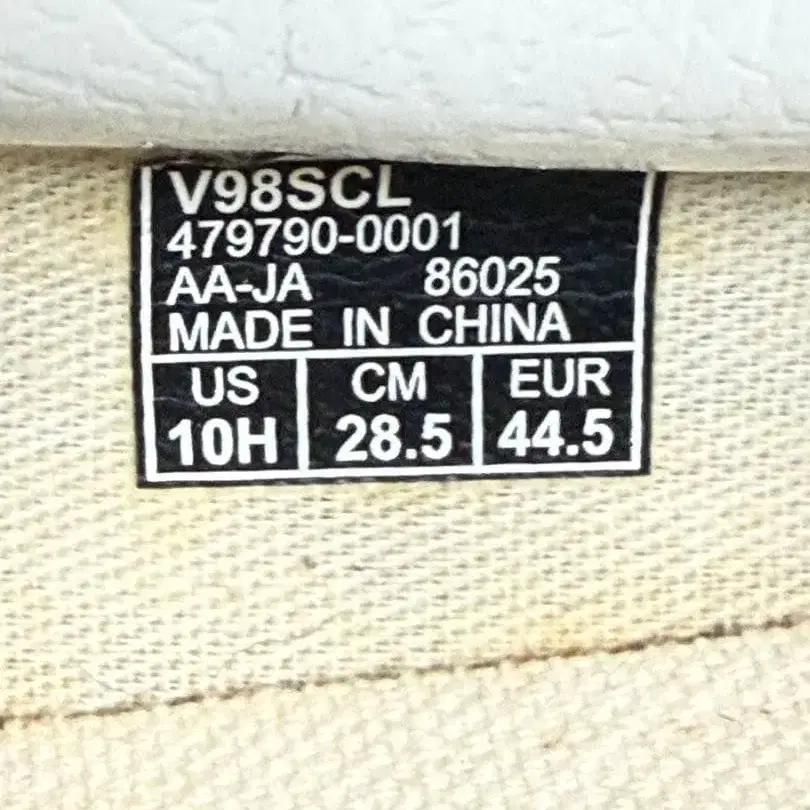 V98SCL
479790-0001
AA-JA 86025
MADE IN CHINA
US CM EUR
10H 28.5 44.5